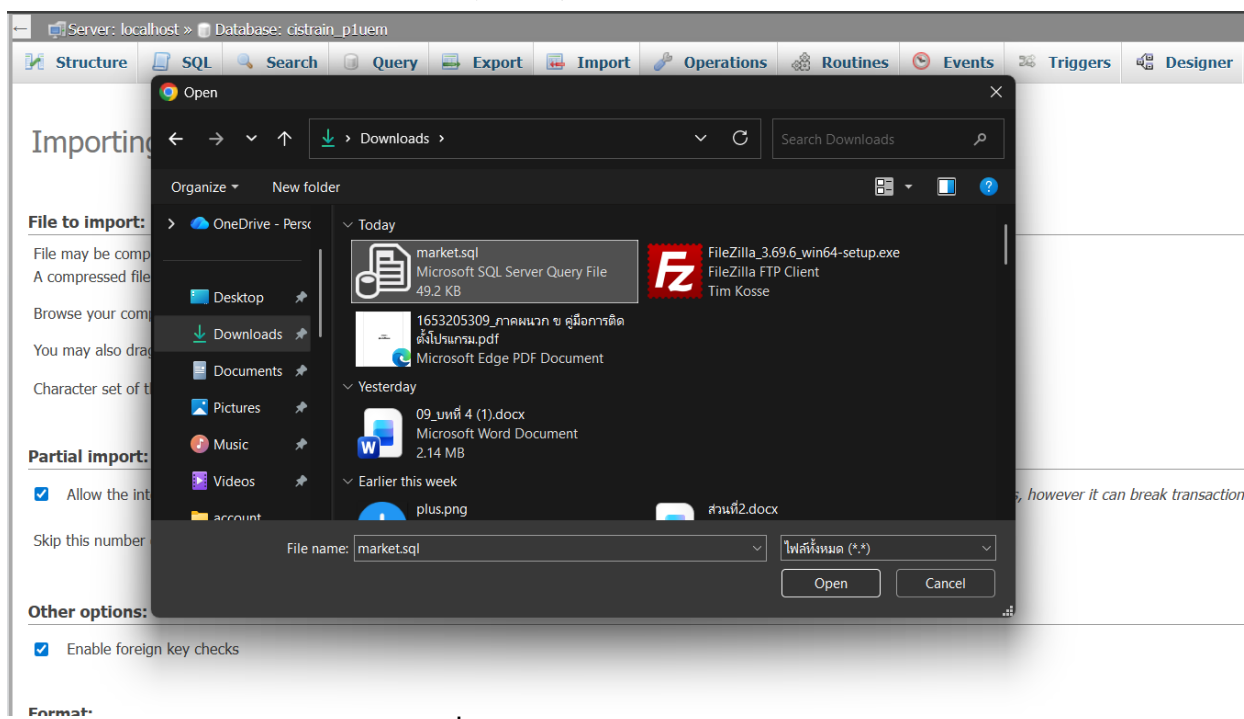 Server: localhost » Database: cistrain_p1uem
Structure SQL Search Query Export Import Operations Routines Events Triggers Designer
Open
Importing
Downloads
Search Downloads
Organize New folder
File to import:
OneDrive - Perso
Today
File may be comp
market.sql
Microsoft SQL Server Query File
49.2 KB
FileZilla_3.69.6_win64-setup.exe
FileZilla FTP Client
Tim Kosse
A compressed file
Desktop
Browse your comp
1653205309_ภาคผนวก ข คู่มือการติด
ตั้งโปรแกรม.pdf
Microsoft Edge PDF Document
Downloads
You may also drag
Documents
Yesterday
Character set of t
Pictures
09_บทที่ 4 (1).docx
Microsoft Word Document
2.14 MB
Music
Partial import:
Videos
Earlier this week
Allow the int
s, however it can break transaction
account
plus.png
ส่วนที่2.docx
Skip this number
File name: market.sql
ไฟล์ทั้งหมด (*.*)
Open Cancel
Other options:
Enable foreign key checks
Format: